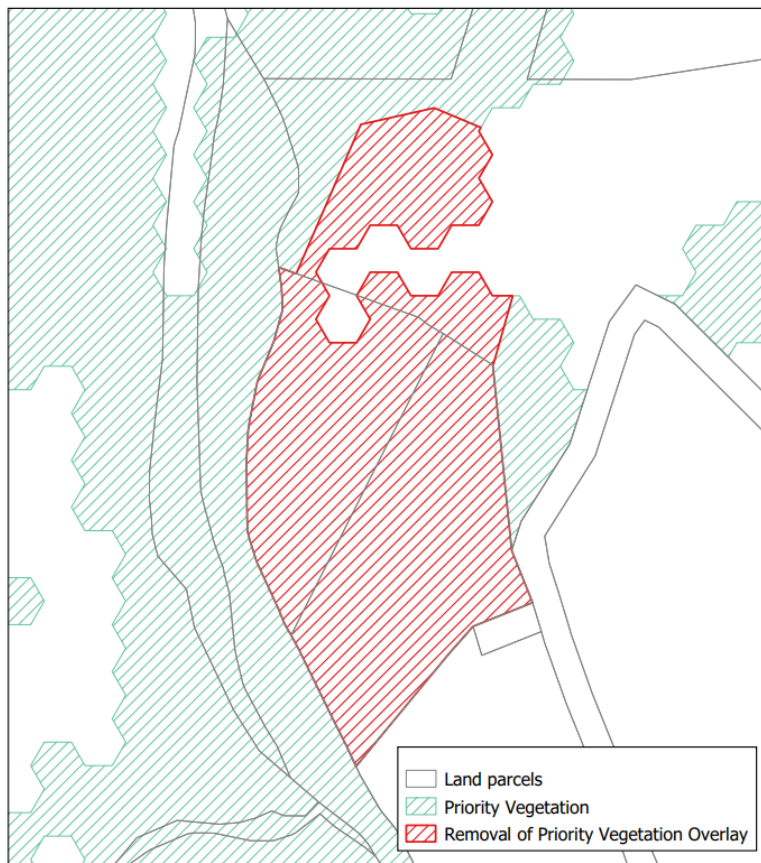 Land parcels
Priority Vegetation
Removal of Priority Vegetation Overlay